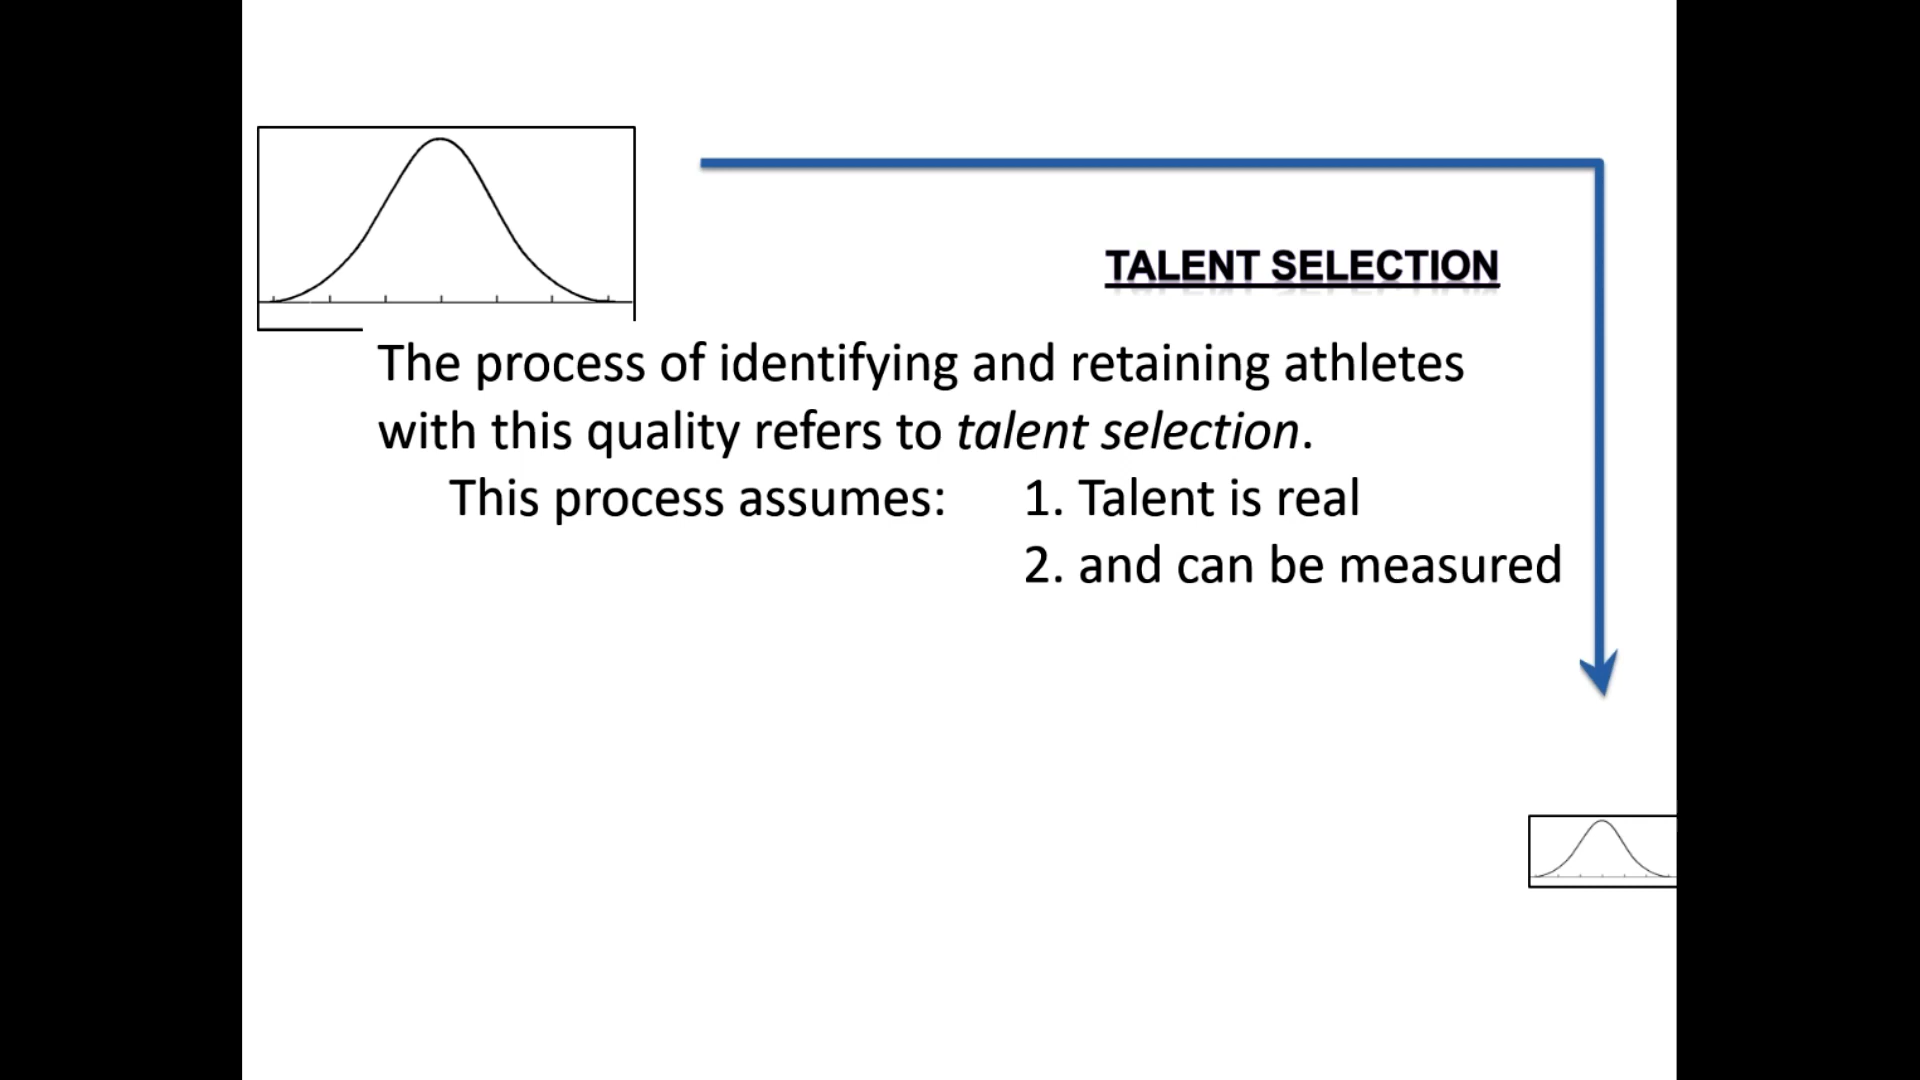 TALENT SELECTION
The process of identifying and retaining athletes
with this quality refers to talent selection.
This process assumes: 1. Talent is real
2. and can be measured